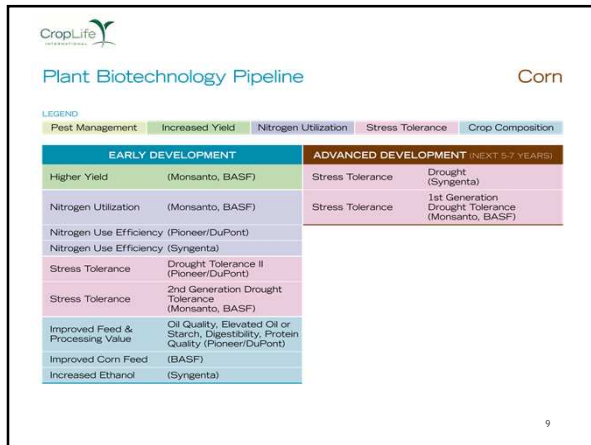 CropLife
INTERNATIONAL
Plant Biotechnology Pipeline
Corn
LEGEND
Pest Management Increased Yield Nitrogen Utilization Stress Tolerance Crop Composition
EARLY DEVELOPMENT
Higher Yield (Monsanto, BASF)
Nitrogen Utilization (Monsanto, BASF)
Nitrogen Use Efficiency (Pioneer/DuPont)
Nitrogen Use Efficiency (Syngenta)
Stress Tolerance Drought Tolerance II
(Pioneer/DuPont)
Stress Tolerance 2nd Generation Drought
Tolerance
(Monsanto, BASF)
Improved Feed & Oil Quality, Elevated Oil or
Processing Value Starch, Digestibility, Protein
Quality (Pioneer/DuPont)
Improved Corn Feed (BASF)
Increased Ethanol (Syngenta)
ADVANCED DEVELOPMENT (NEXT 5-7 YEARS)
Stress Tolerance Drought
(Syngenta)
Stress Tolerance 1st Generation
Drought Tolerance
(Monsanto, BASF)
9